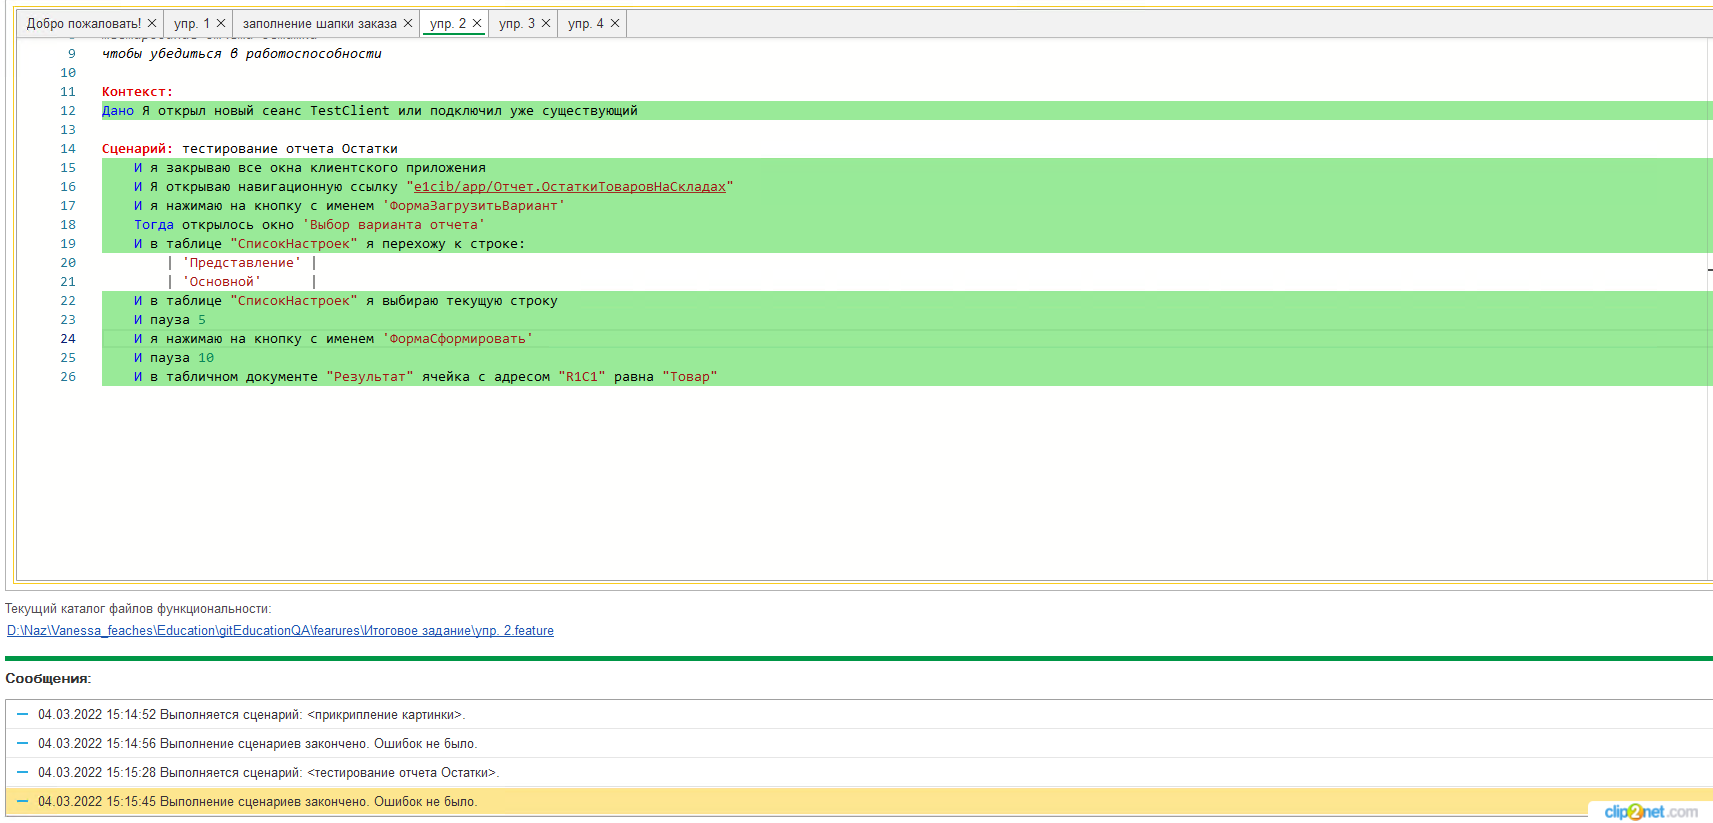 Добро пожаловать! упр. 1 заполнение шапки заказа упр. 2 упр. 3 упр. 4
9 чтобы убедиться в работоспособности
10
11 Контекст:
12 Дано Я открыл новый сеанс TestClient или подключил уже существующий
13
14 Сценарий: тестирование отчета Остатки
15 И я закрываю все окна клиентского приложения
16 И Я открываю навигационную ссылку "e1cib/app/Отчет.ОстаткиТоваровНаСкладах"
17 И я нажимаю на кнопку с именем 'ФормаЗагрузитьВариант'
18 Тогда открылось окно 'Выбор варианта отчета'
19 И в таблице "СписокНастроек" я перехожу к строке:
20 | 'Представление' |
21 | 'Основной' |
22 И в таблице "СписокНастроек" я выбираю текущую строку
23 И пауза 5
24 И я нажимаю на кнопку с именем 'ФормаСформировать'
25 И пауза 10
26 И в табличном документе "Результат" ячейка с адресом "R1C1" равна "Товар"
Текущий каталог файлов функциональности:
D:\Naz\Vanessa_feaches\Education\gitEducationQA\fearures\Итоговое задание\упр. 2.feature
Сообщения:
04.03.2022 15:14:52 Выполняется сценарий: <прикрипление картинки>.
04.03.2022 15:14:56 Выполнение сценариев закончено. Ошибок не было.
04.03.2022 15:15:28 Выполняется сценарий: <тестирование отчета Остатки>.
04.03.2022 15:15:45 Выполнение сценариев закончено. Ошибок не было.
clip2net.com